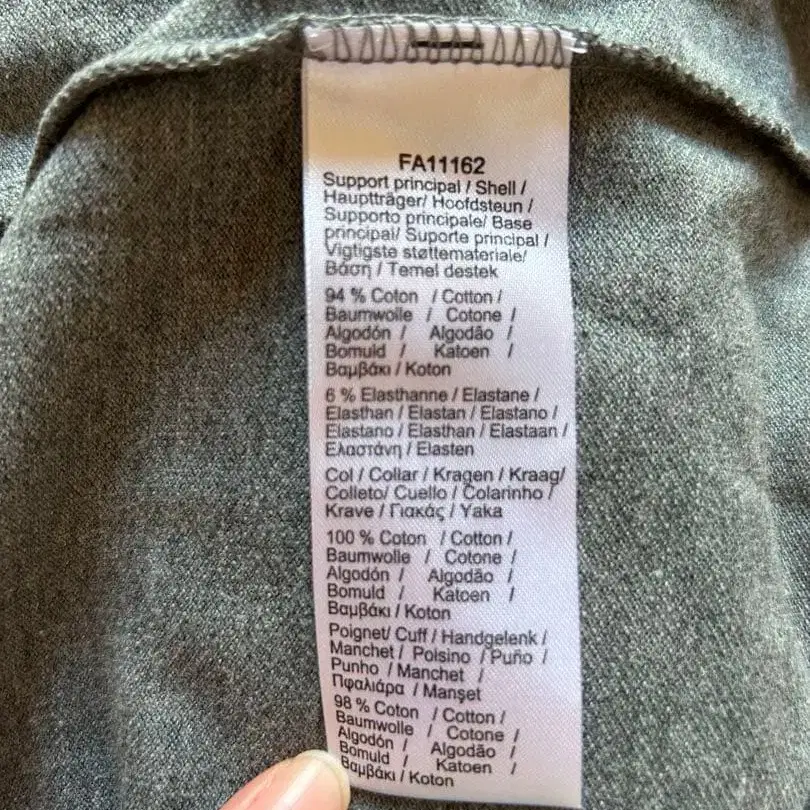 FA11162
Support principal / Shell /
Hauptträger/ Hoofdsteun /
Supporto principale/ Base
principal/ Suporte principal /
Vigtigste støttemateriale/
Βάση / Temel destek
94 % Coton / Cotton /
Baumwolle / Cotone /
Algodón / Algodão /
Bomuld / Katoen /
Βαμβάκι / Koton
6 % Elasthanne / Elastane /
Elasthan / Elastan / Elastano /
Elastano / Elasthan / Elastaan /
Ελαστάνη / Elasten
Col / Collar / Kragen / Kraag/
Colleto/ Cuello / Colarinho /
Krave / Γιακάς / Yaka
100 % Coton / Cotton /
Baumwolle / Cotone /
Algodón / Algodão /
Bomuld / Katoen /
Βαμβάκι / Koton
Poignet/ Cuff / Handgelenk /
Manchet / Polsino / Puño /
Punho / Manchet /
Πφαλιάρα / Manşet
98 % Coton / Cotton /
Baumwolle / Cotone /
Algodón / Algodão /
Bomuld / Katoen /
Βαμβάκι / Koton